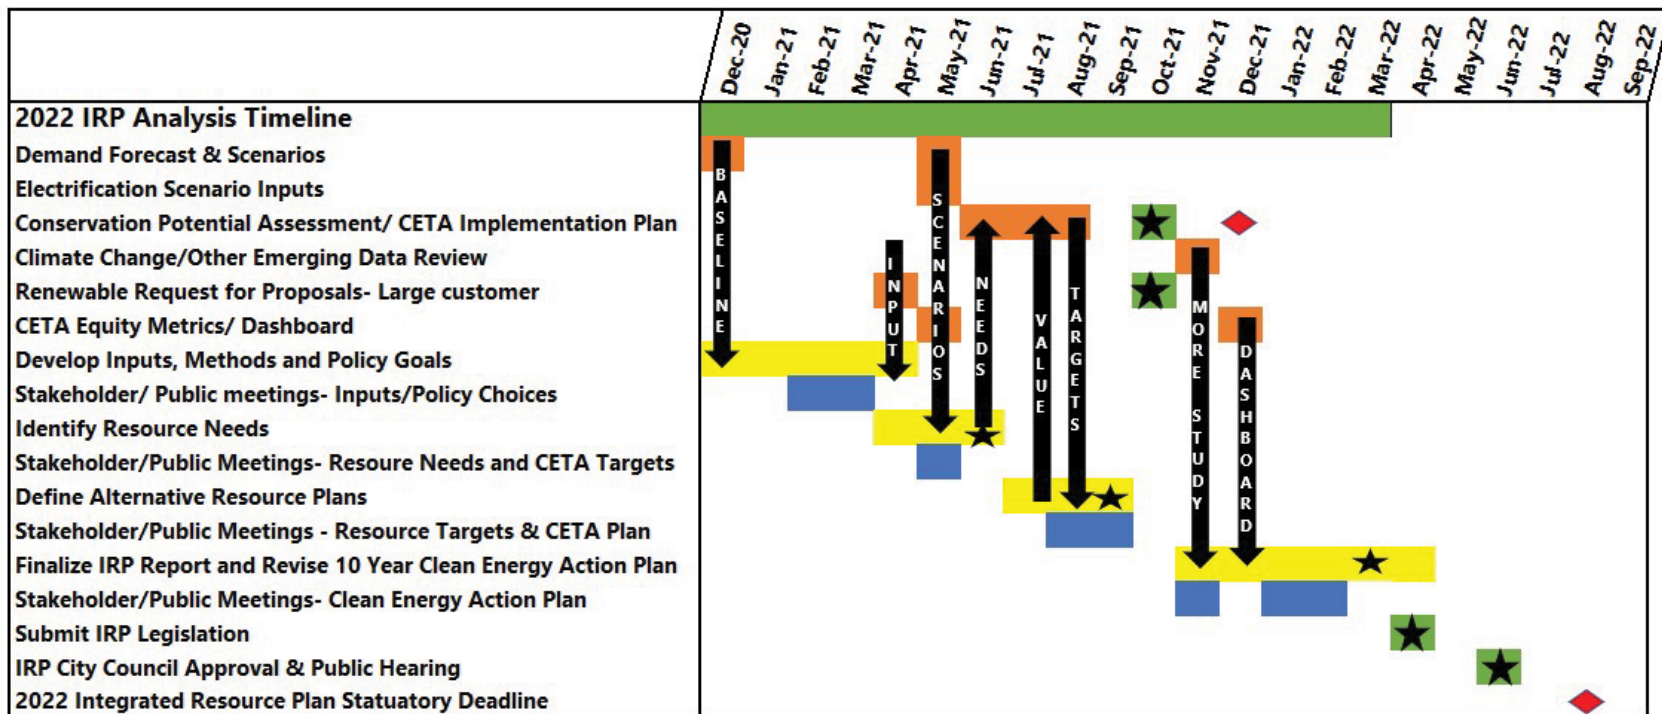 Dec-20 Jan-21 Feb-21 Mar-21 Apr-21 May-21 Jun-21 Jul-21 Aug-21 Sep-21 Oct-21 Nov-21 Dec-21 Jan-22 Feb-22 Mar-22 Apr-22 May-22 Jun-22 Jul-22 Aug-22 Sep-22
2022 IRP Analysis Timeline
Demand Forecast & Scenarios
Electrification Scenario Inputs
Conservation Potential Assessment/ CETA Implementation Plan
Climate Change/Other Emerging Data Review
Renewable Request for Proposals- Large customer
CETA Equity Metrics/ Dashboard
Develop Inputs, Methods and Policy Goals
Stakeholder/ Public meetings- Inputs/Policy Choices
Identify Resource Needs
Stakeholder/Public Meetings- Resoure Needs and CETA Targets
Define Alternative Resource Plans
Stakeholder/Public Meetings - Resource Targets & CETA Plan
Finalize IRP Report and Revise 10 Year Clean Energy Action Plan
Stakeholder/Public Meetings- Clean Energy Action Plan
Submit IRP Legislation
IRP City Council Approval & Public Hearing
2022 Integrated Resource Plan Statuatory Deadline
BASELINE
INPUT
SCENARIOS
NEEDS
VALUE
TARGETS
MORE STUDY
DASHBOARD